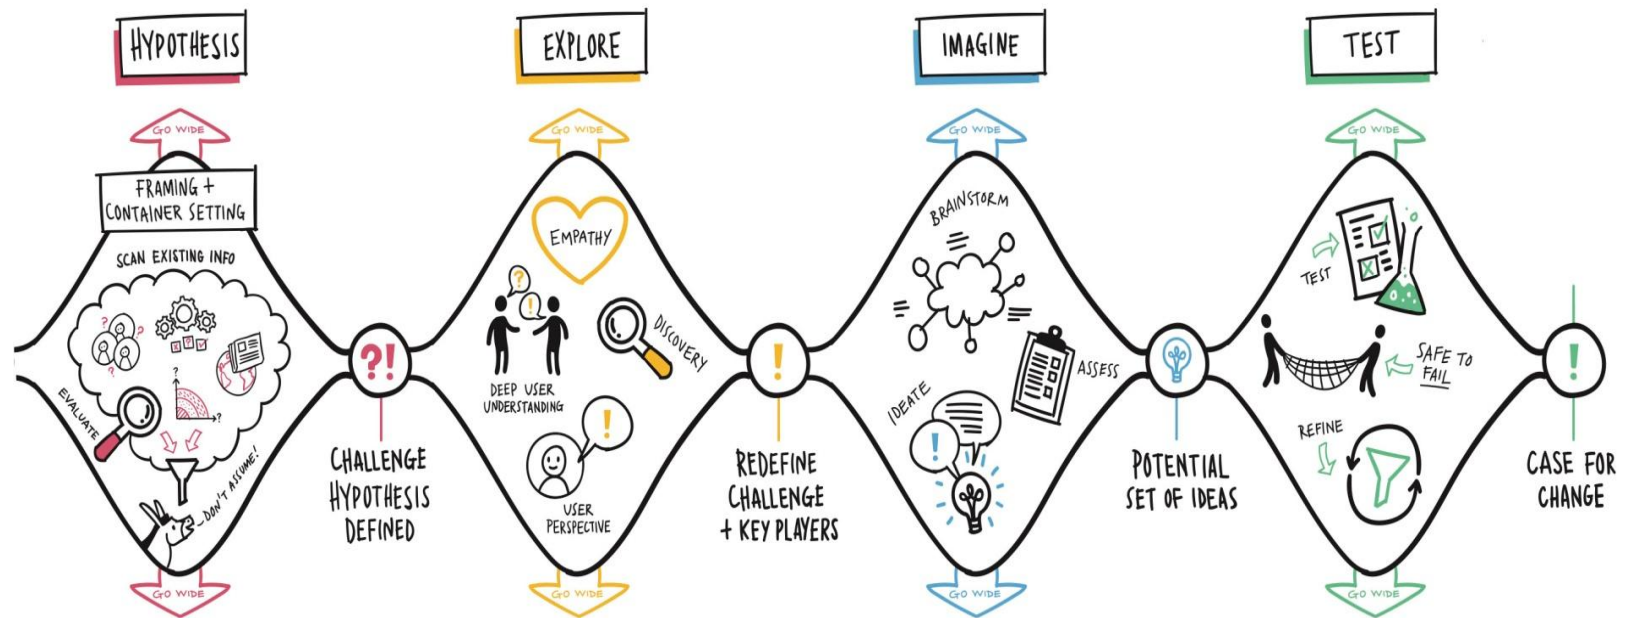 HYPOTHESIS
GO WIDE
FRAMING +
CONTAINER SETTING
SCAN EXISTING INFO
?
?
?
?
?
EVALUATE
DON'T ASSUME!
GO WIDE
?!
CHALLENGE
HYPOTHESIS
DEFINED
EXPLORE
GO WIDE
EMPATHY
?
!
DISCOVERY
DEEP USER
UNDERSTANDING
!
USER
PERSPECTIVE
GO WIDE
!
REDEFINE
CHALLENGE
+ KEY PLAYERS
IMAGINE
GO WIDE
BRAINSTORM
ASSESS
IDEATE
!
GO WIDE
POTENTIAL
SET OF IDEAS
TEST
GO WIDE
TEST
SAFE TO
FAIL
REFINE
GO WIDE
!
CASE FOR
CHANGE